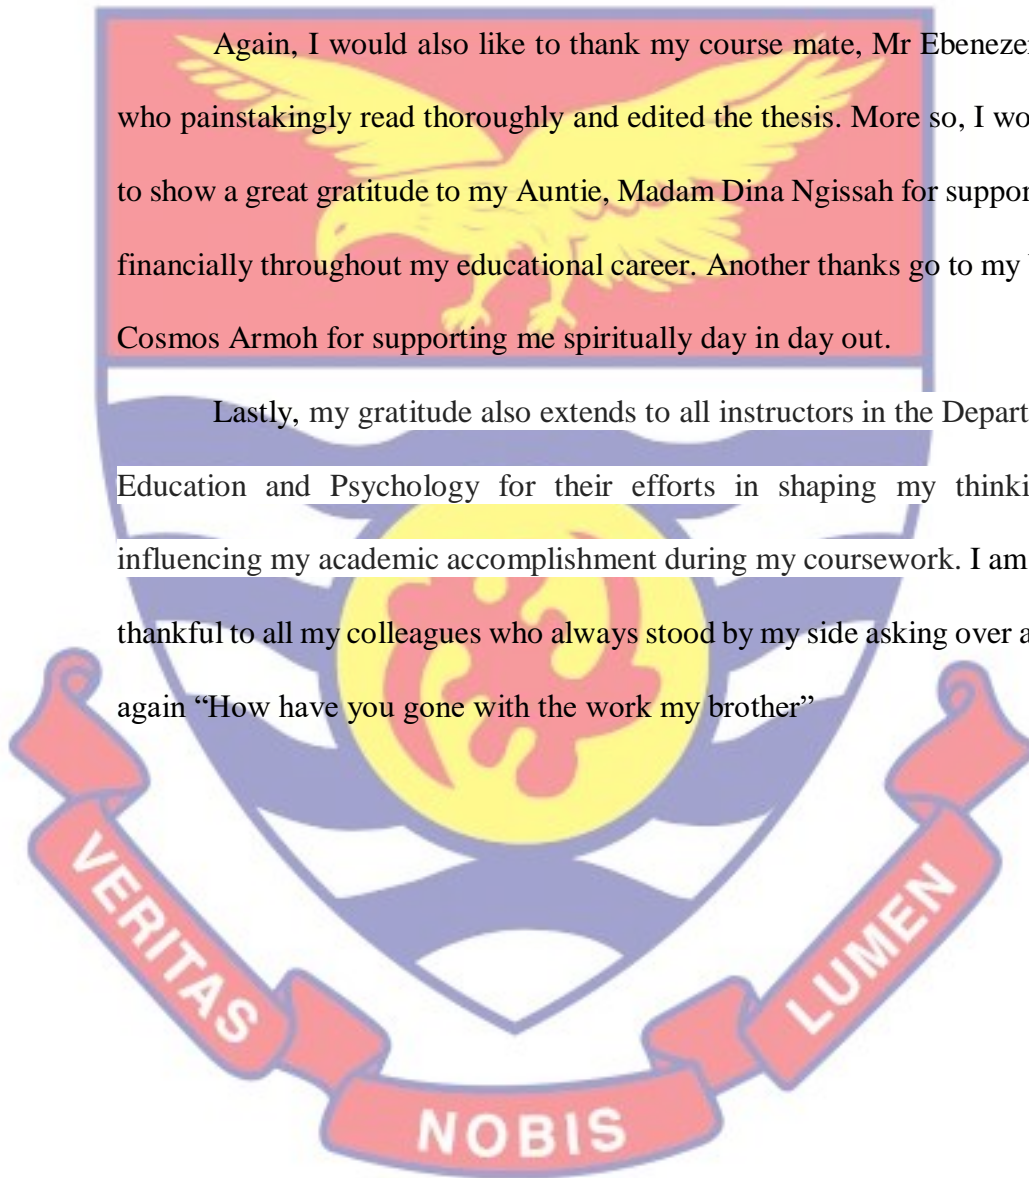 Again, I would also like to thank my course mate, Mr Ebenezer
who painstakingly read thoroughly and edited the thesis. More so, I wo
to show a great gratitude to my Auntie, Madam Dina Ngissah for suppor
financially throughout my educational career. Another thanks go to my
Cosmos Armoh for supporting me spiritually day in day out.
Lastly, my gratitude also extends to all instructors in the Depart
Education and Psychology for their efforts in shaping my thinki
influencing my academic accomplishment during my coursework. I am
thankful to all my colleagues who always stood by my side asking over a
again “How have you gone with the work my brother”
VERITAS
NOBIS
LUMEN